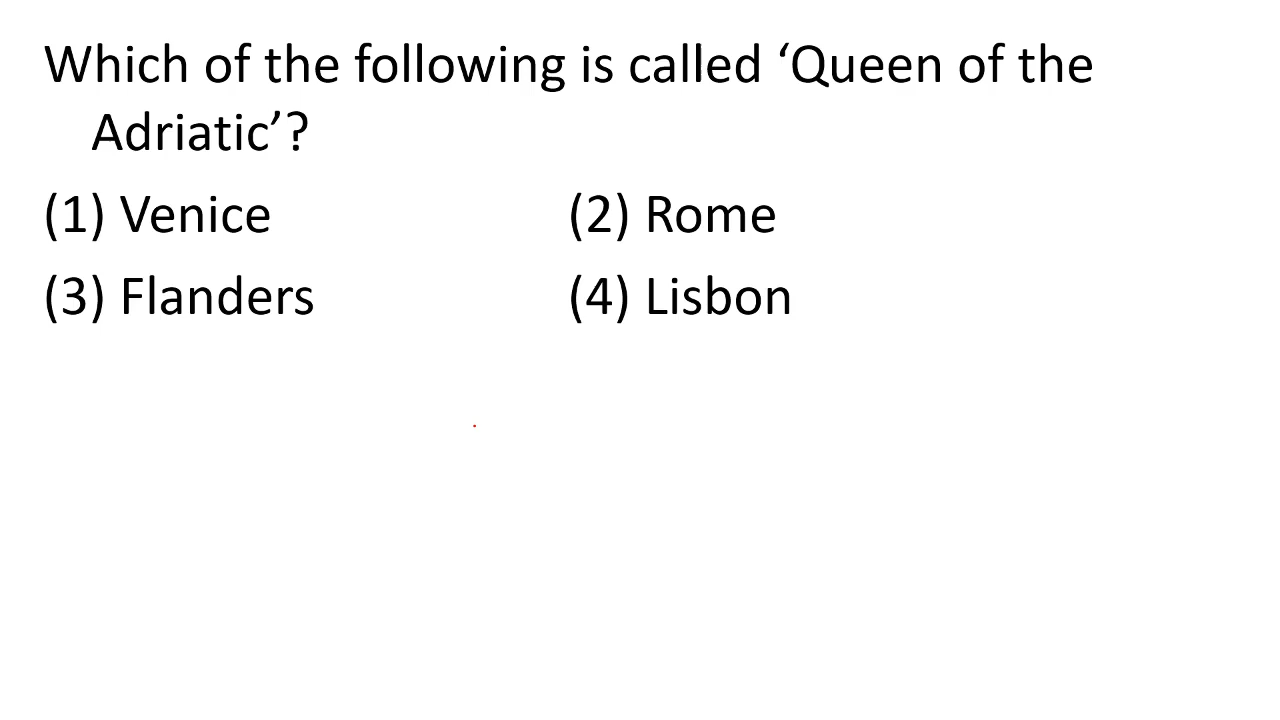 Which of the following is called ‘Queen of the
Adriatic’?
(1) Venice (2) Rome
(3) Flanders (4) Lisbon